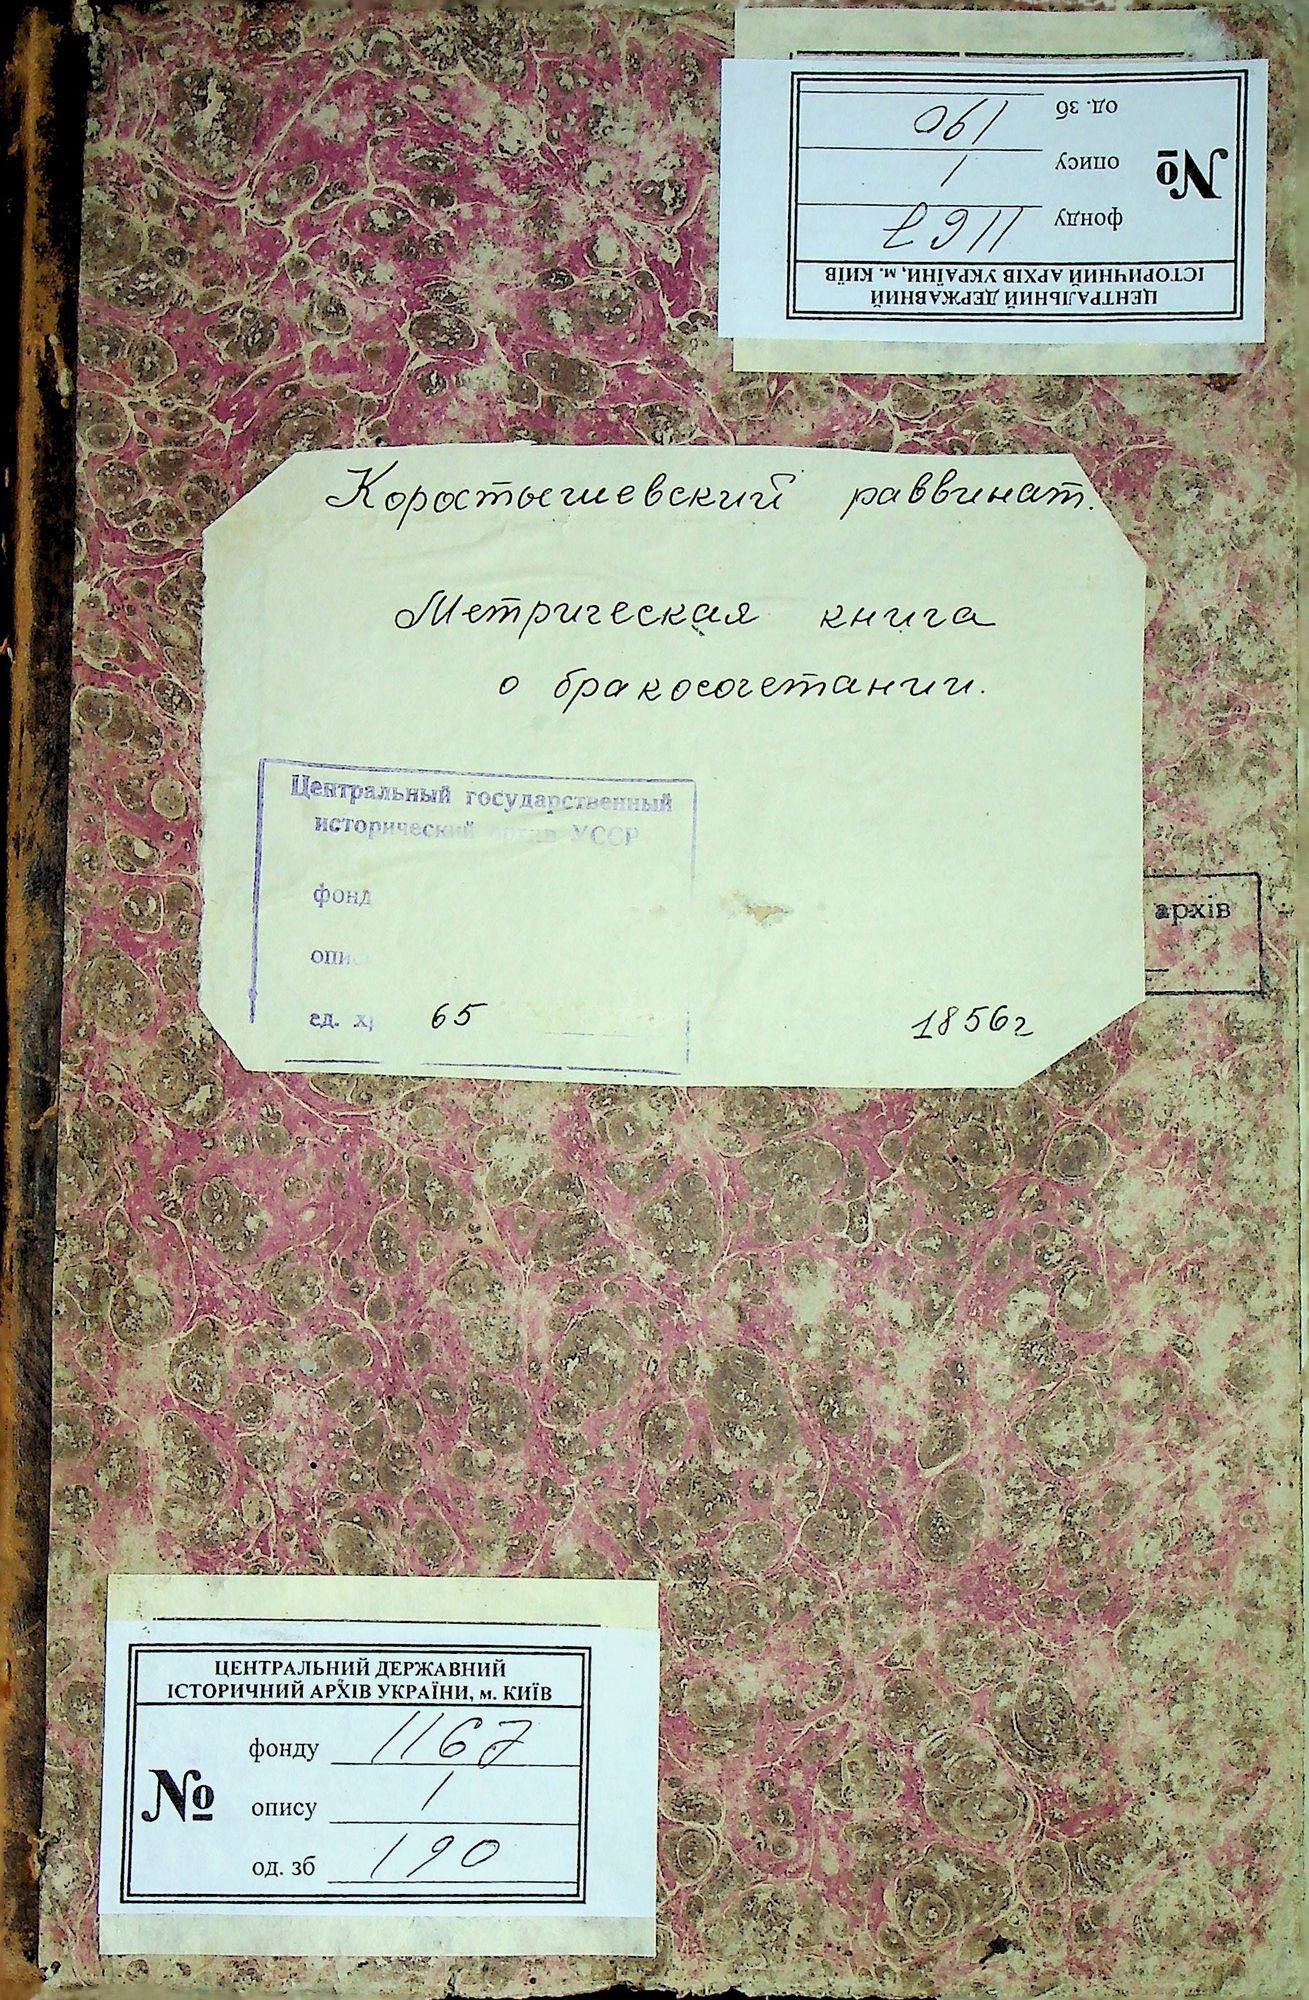 ЦЕНТРАЛЬНИЙ ДЕРЖАВНИЙ
ІСТОРИЧНИЙ АРХІВ УКРАЇНИ, м. КИЇВ
№
фонду 1167
опису 1
од. зб 190
Коростышевский раввинат.
Метрическая книга
о бракосочетании.
Центральный государственный
исторический архив УССР
фонд
опи
ед. х 65
1856г
архів
ЦЕНТРАЛЬНИЙ ДЕРЖАВНИЙ
ІСТОРИЧНИЙ АРХІВ УКРАЇНИ, м. КИЇВ
№
фонду 1167
опису 1
од. зб 190